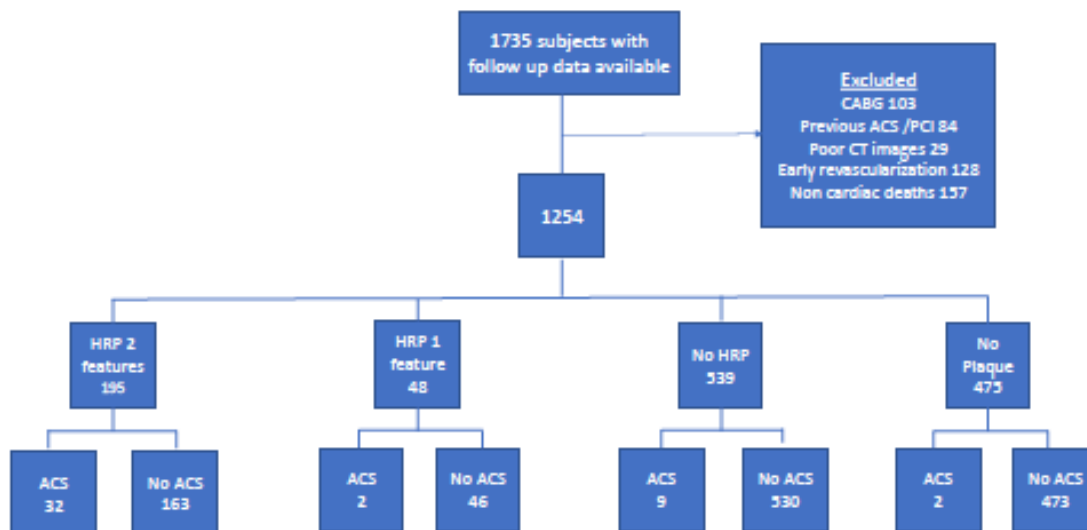 1735 subjects with
follow up data available
Excluded
CABG 103
Previous ACS /PCI 84
Poor CT images 29
Early revascularization 128
Non cardiac deaths 157
1254
HRP 2
features
195
HRP 1
feature
48
No HRP
539
No
Plaque
475
ACS
32
No ACS
163
ACS
2
No ACS
46
ACS
9
No ACS
530
ACS
2
No ACS
473